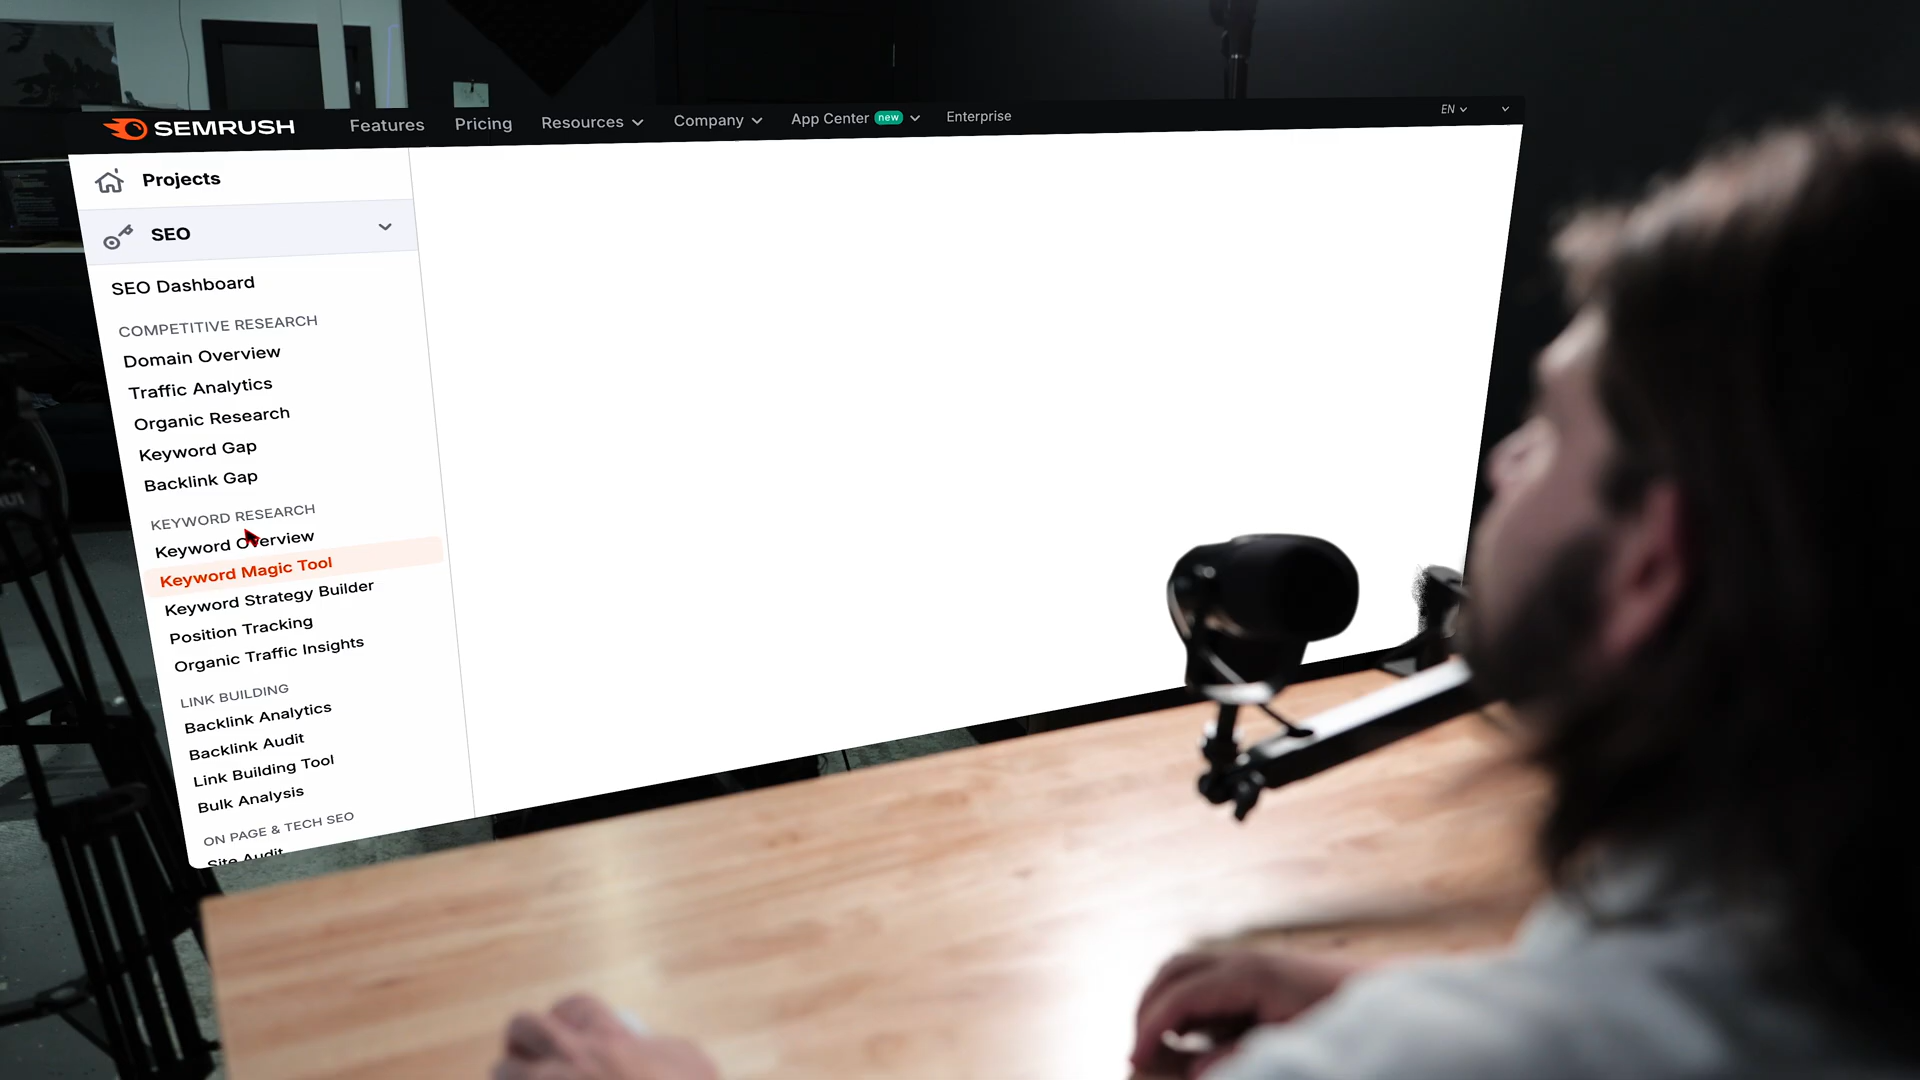 SEMRUSH Features Pricing Resources Company App Center new Enterprise EN
Projects
SEO
SEO Dashboard
COMPETITIVE RESEARCH
Domain Overview
Traffic Analytics
Organic Research
Keyword Gap
Backlink Gap
KEYWORD RESEARCH
Keyword Overview
Keyword Magic Tool
Keyword Strategy Builder
Position Tracking
Organic Traffic Insights
LINK BUILDING
Backlink Analytics
Backlink Audit
Link Building Tool
Bulk Analysis
ON PAGE & TECH SEO
Site Audit